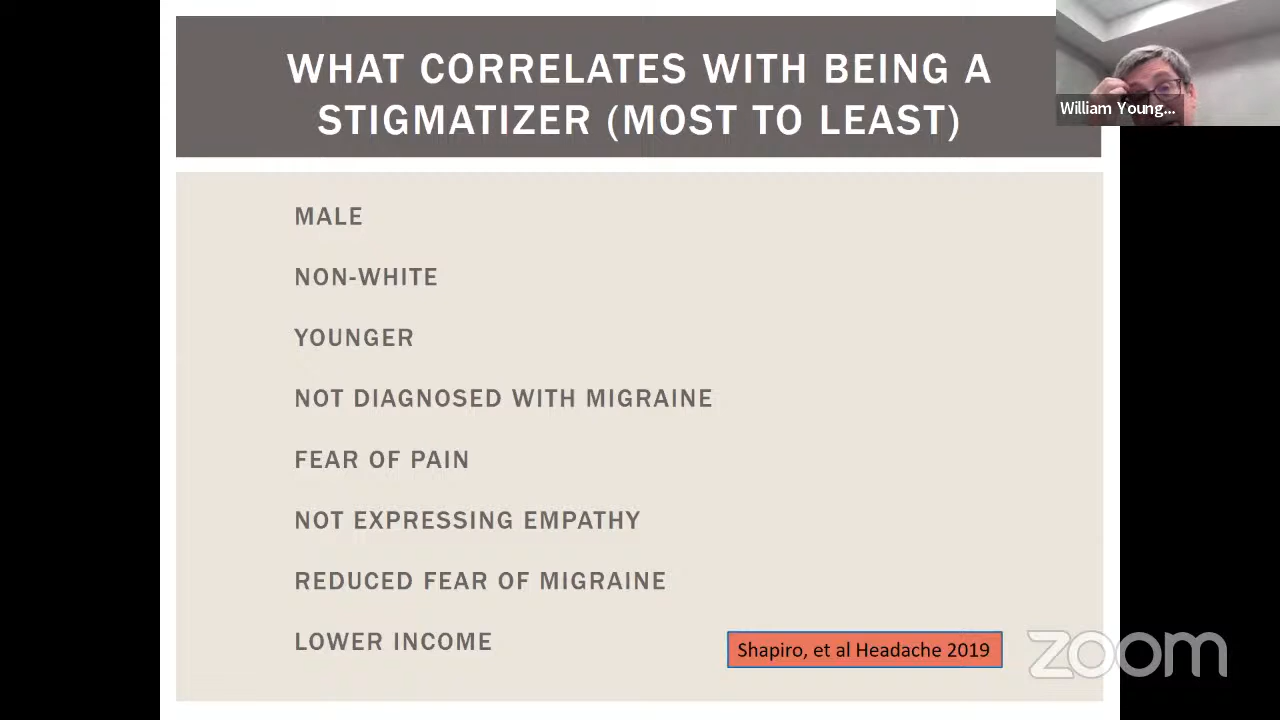 WHAT CORRELATES WITH BEING A
STIGMATIZER (MOST TO LEAST)
William Young...
MALE
NON-WHITE
YOUNGER
NOT DIAGNOSED WITH MIGRAINE
FEAR OF PAIN
NOT EXPRESSING EMPATHY
REDUCED FEAR OF MIGRAINE
LOWER INCOME
Shapiro, et al Headache 2019
zoom